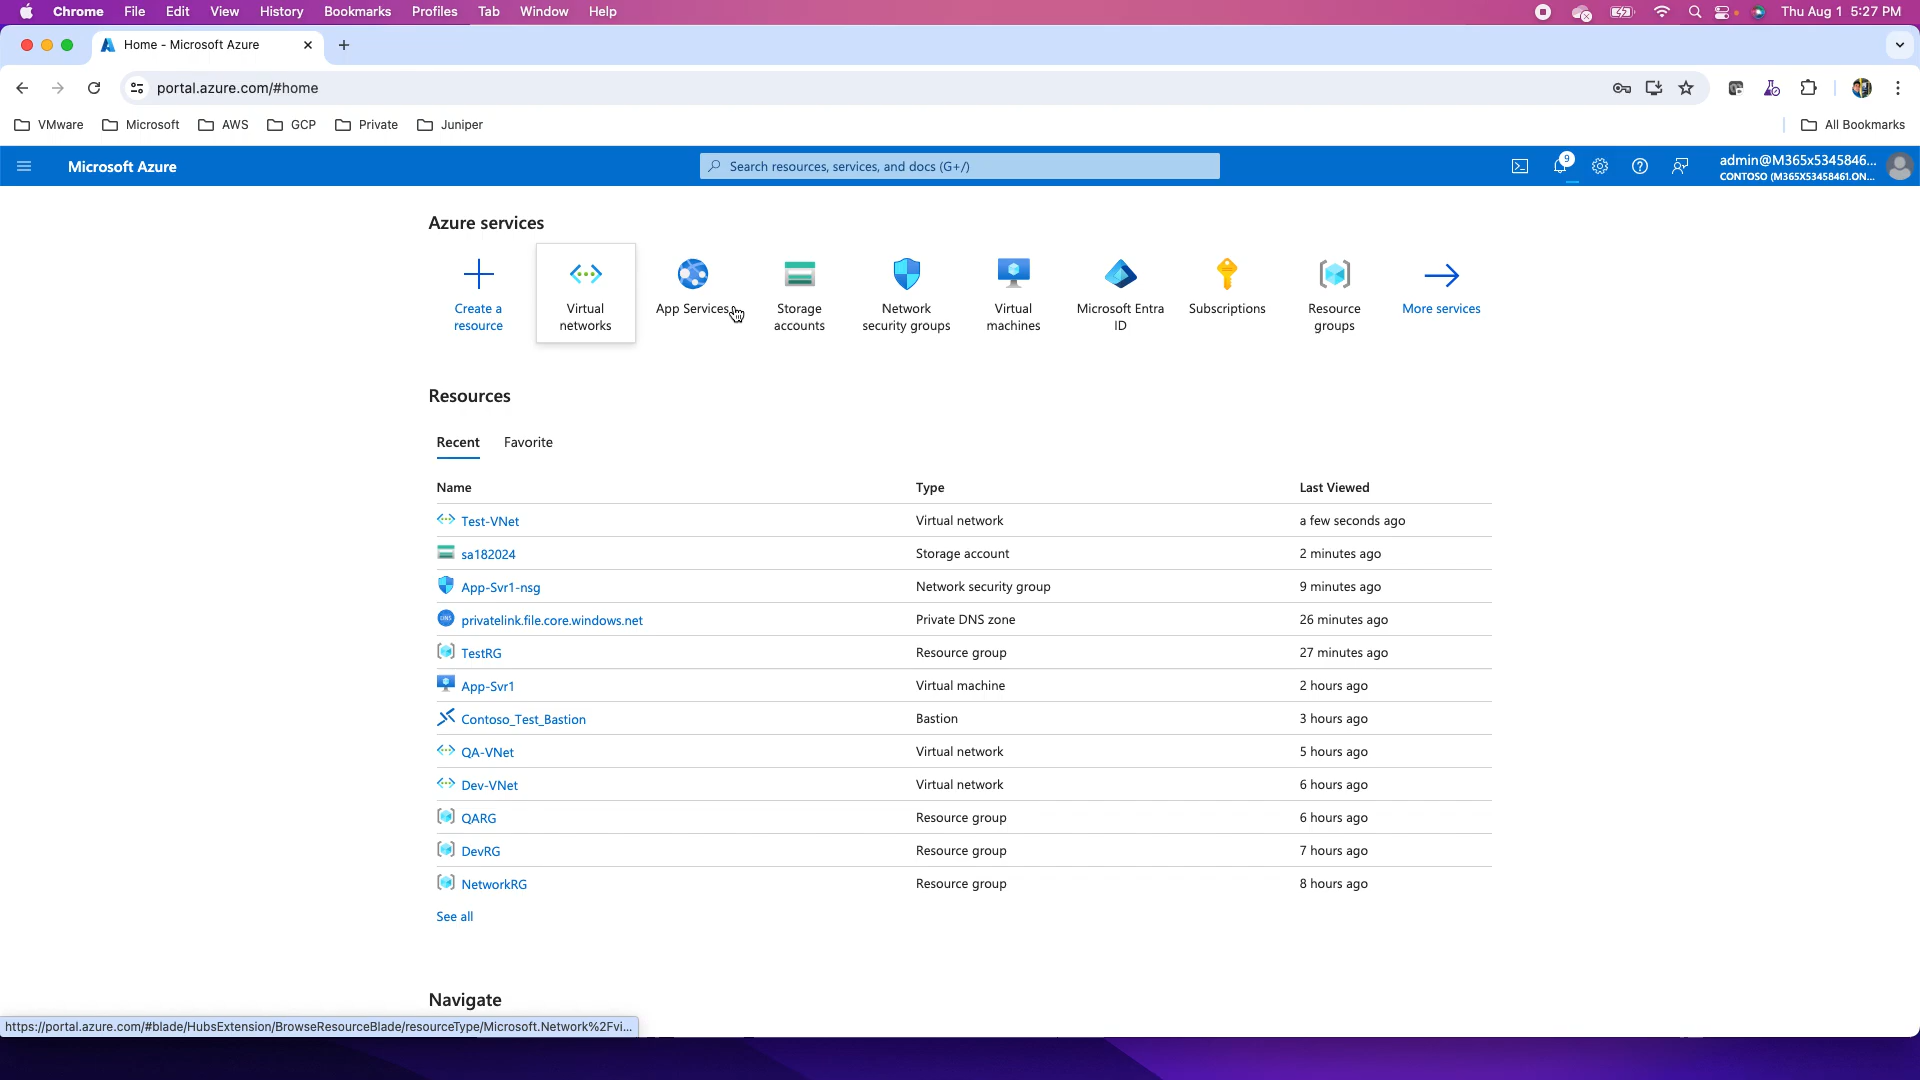 Chrome File Edit View History Bookmarks Profiles Tab Window Help Thu Aug 1 5:27 PM
Home - Microsoft Azure
portal.azure.com/#home
VMware Microsoft AWS GCP Private Juniper All Bookmarks
Microsoft Azure Search resources, services, and docs (G+/) 9 admin@M365x5345846...
CONTOSO (M365X53458461.ON...
Azure services
Create a resource
Virtual networks
App Services
Storage accounts
Network security groups
Virtual machines
Microsoft Entra ID
Subscriptions
Resource groups
More services
Resources
Recent Favorite
Name Type Last Viewed
Test-VNet Virtual network a few seconds ago
sa182024 Storage account 2 minutes ago
App-Svr1-nsg Network security group 9 minutes ago
privatelink.file.core.windows.net Private DNS zone 26 minutes ago
TestRG Resource group 27 minutes ago
App-Svr1 Virtual machine 2 hours ago
Contoso_Test_Bastion Bastion 3 hours ago
QA-VNet Virtual network 5 hours ago
Dev-VNet Virtual network 6 hours ago
QARG Resource group 6 hours ago
DevRG Resource group 7 hours ago
NetworkRG Resource group 8 hours ago
See all
Navigate
https://portal.azure.com/#blade/HubsExtension/BrowseResourceBlade/resourceType/Microsoft.Network%2Fvi...